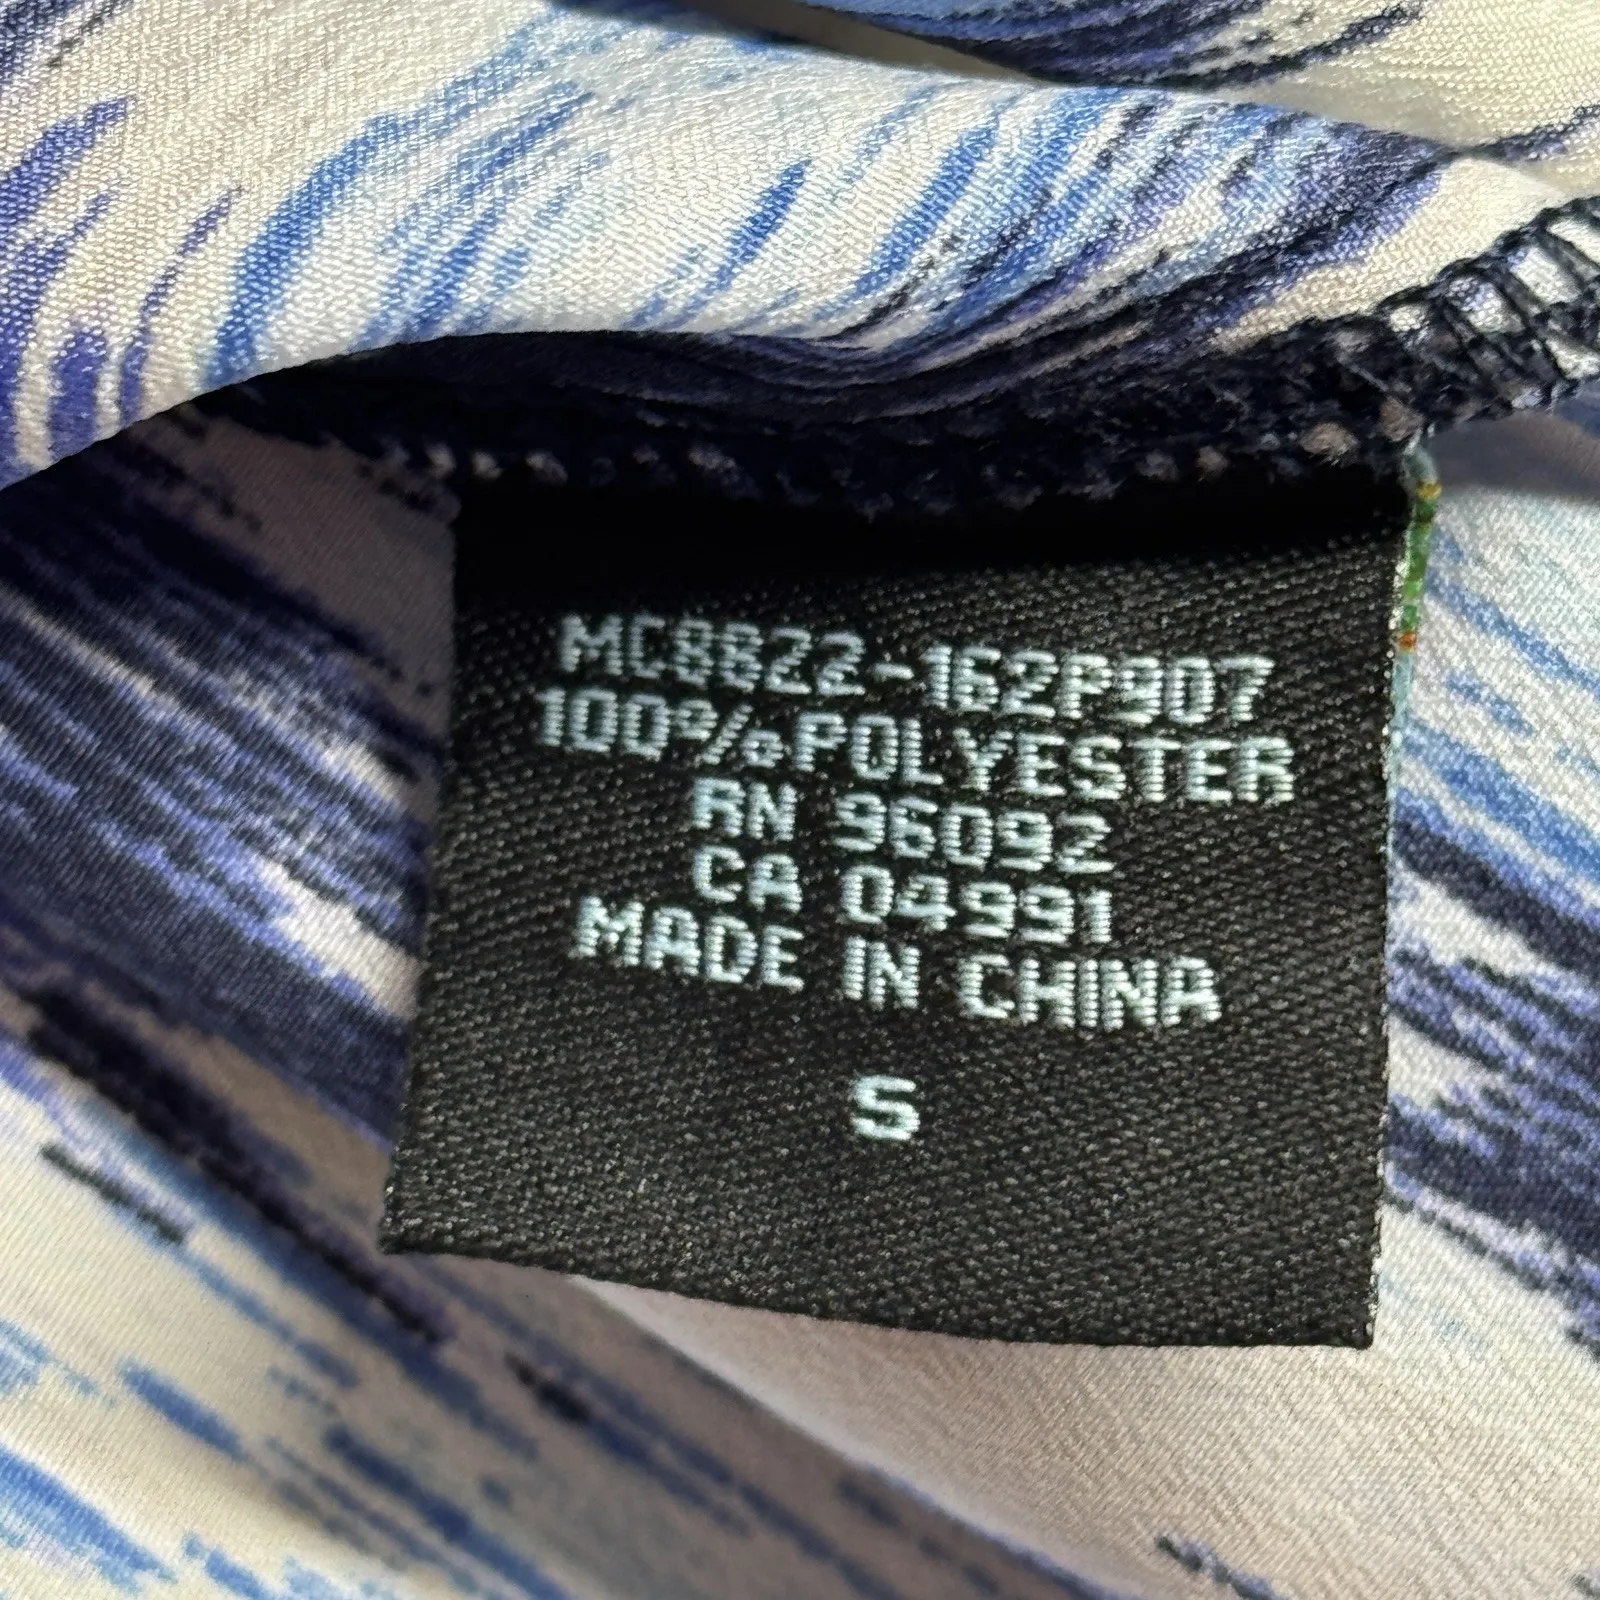 MC8822-162P907
100% POLYESTER
RN 96092
CA 04991
MADE IN CHINA
S